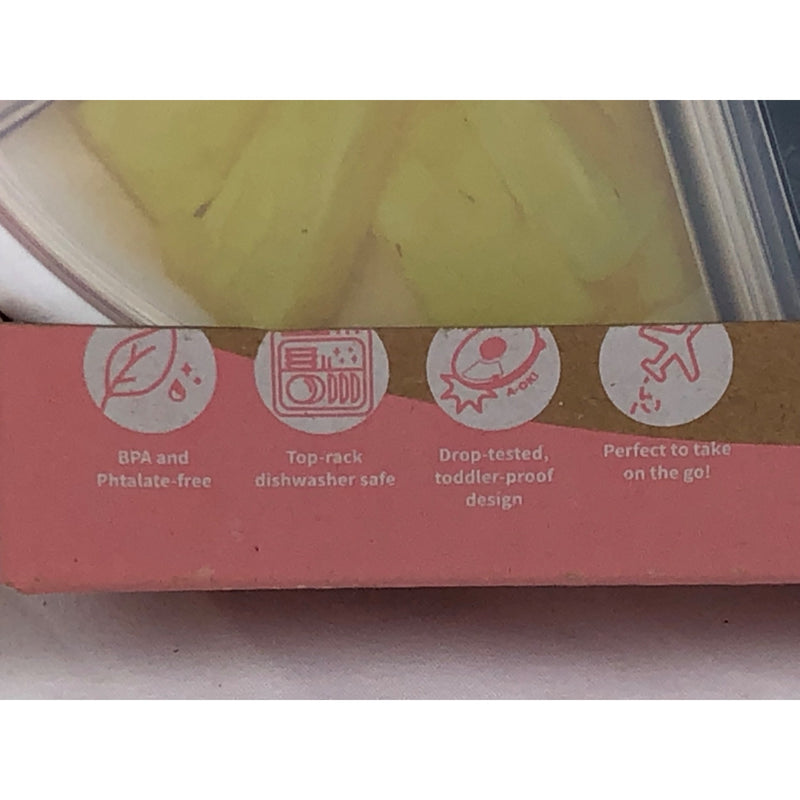 A-OK!
BPA and
Phtalate-free
Top-rack
dishwasher safe
Drop-tested,
toddler-proof
design
Perfect to take
on the go!